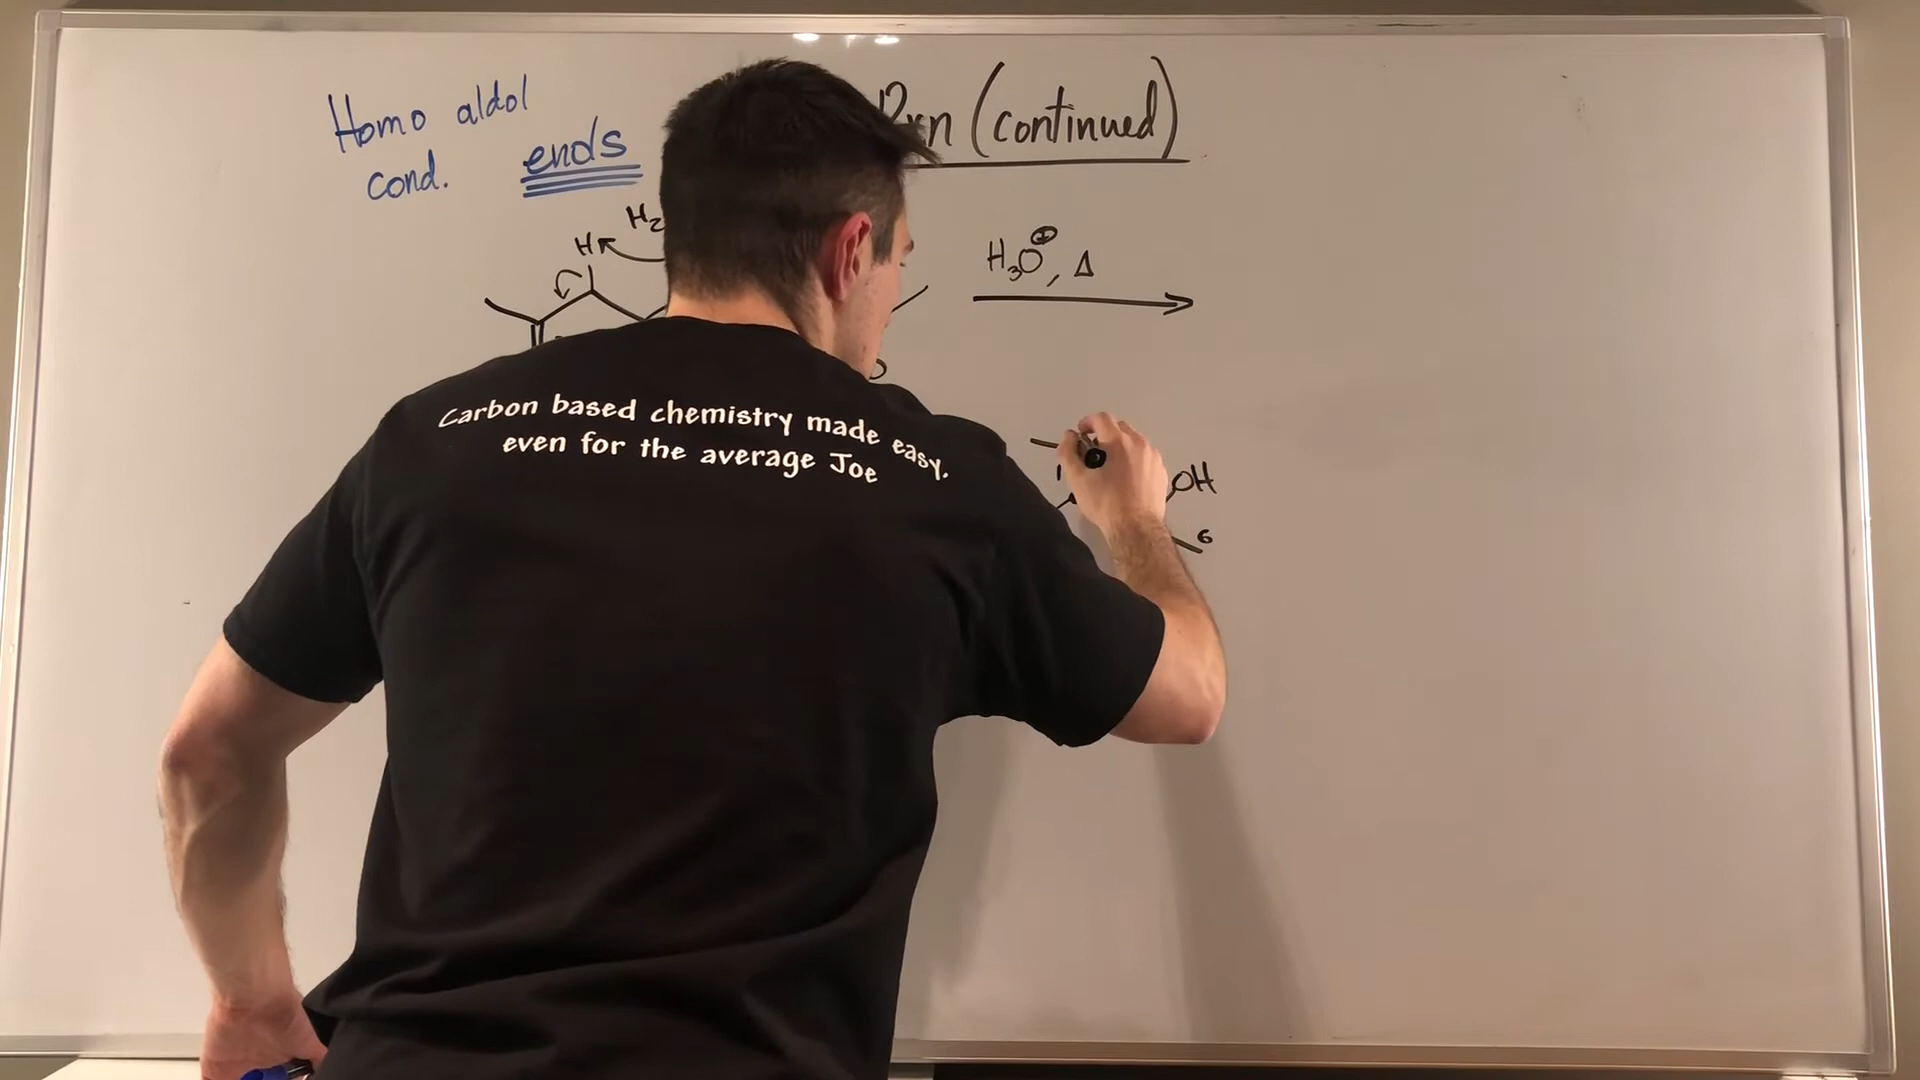 Homo aldol
cond. ends
Rxn (continued)
H₂
H
H₃O⊕, Δ
O
OH
6
Carbon based chemistry made easy.
even for the average Joe